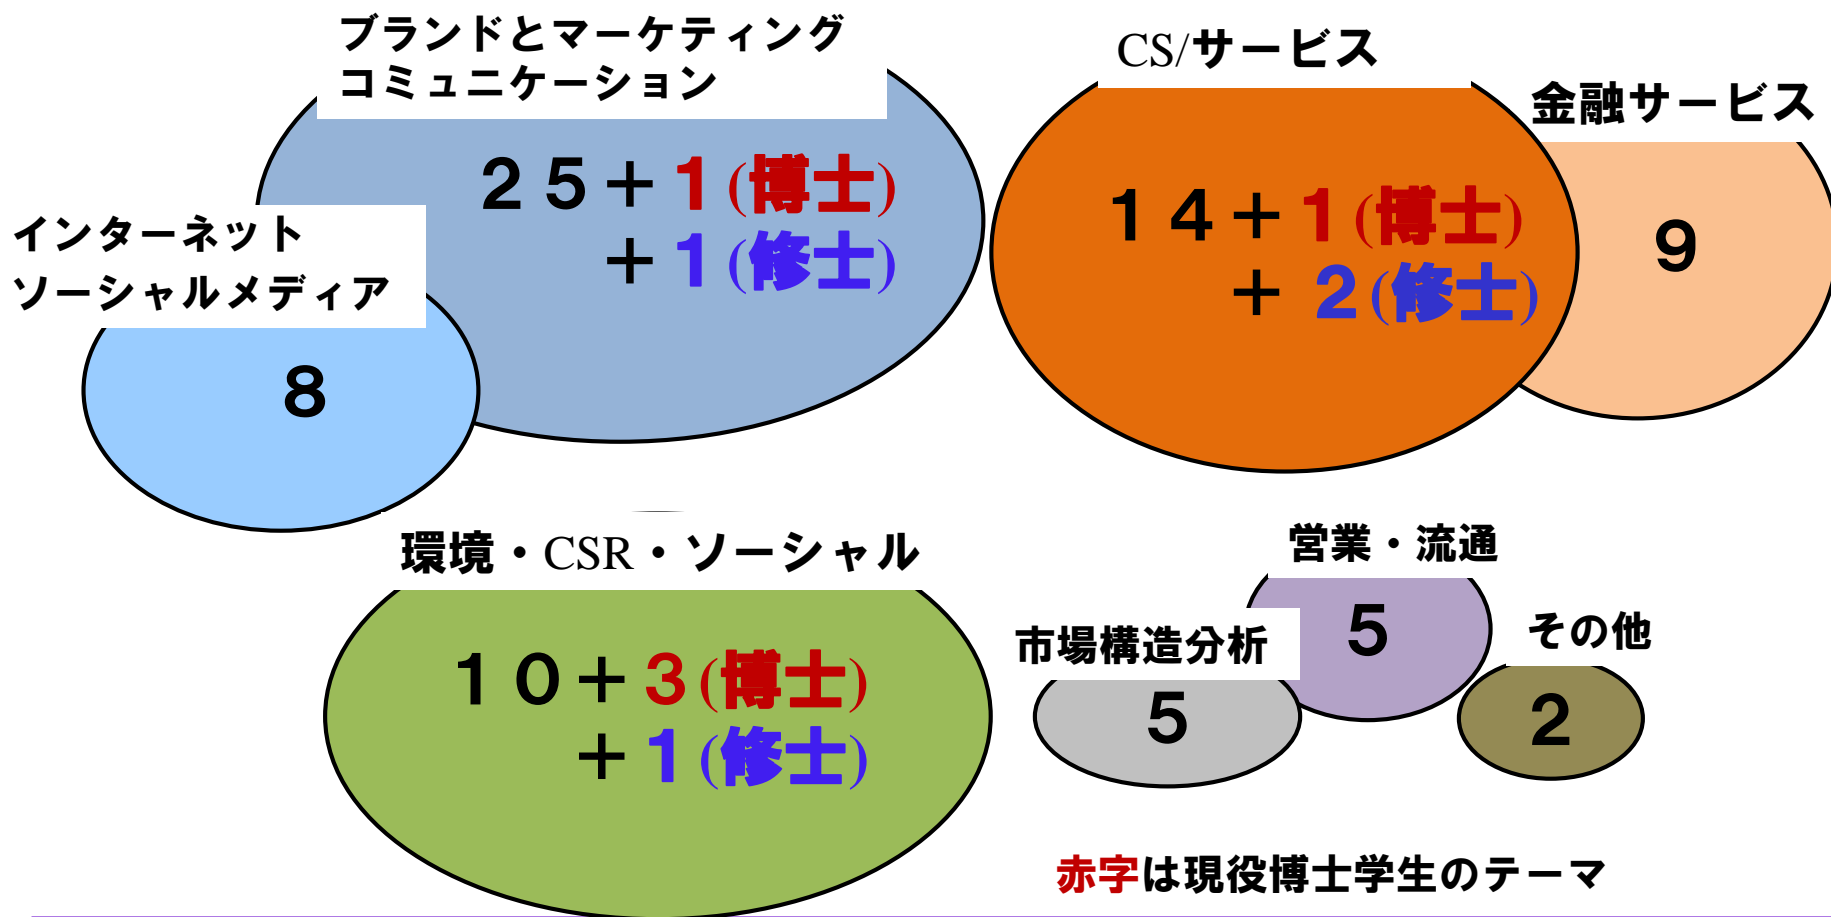 ブランドとマーケティング
コミュニケーション
２５＋１(博士)
＋１(修士)
インターネット
ソーシャルメディア
８
CS/サービス
１４＋１(博士)
＋２(修士)
金融サービス
９
環境・CSR・ソーシャル
１０＋３(博士)
＋１(修士)
営業・流通
５
市場構造分析
５
その他
２
赤字は現役博士学生のテーマ